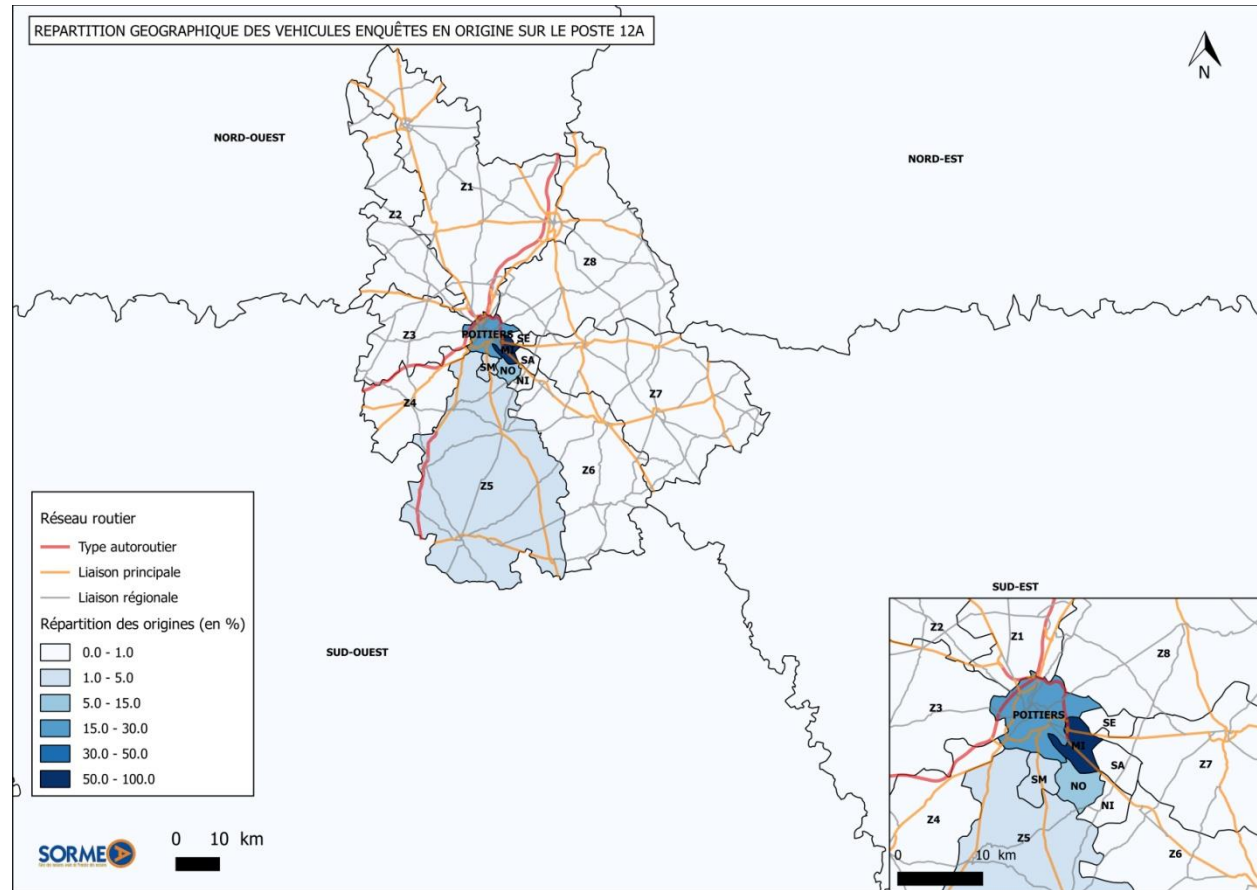 REPARTITION GEOGRAPHIQUE DES VEHICULES ENQUÊTES EN ORIGINE SUR LE POSTE 12A
N
NORD-OUEST
NORD-EST
Z1
Z2
Z8
Z3
POITIERS
SE
MI
SA
SM
NO
NI
Z4
Z7
Z6
Z5
Réseau routier
Type autoroutier
Liaison principale
Liaison régionale
Répartition des origines (en %)
0.0 - 1.0
1.0 - 5.0
5.0 - 15.0
15.0 - 30.0
30.0 - 50.0
50.0 - 100.0
SUD-OUEST
SUD-EST
SORMEA
0 10 km
Z2
Z1
Z8
Z3
POITIERS
SE
MI
SA
Z7
SM
NO
NI
Z4
Z5
Z6
0 10 km